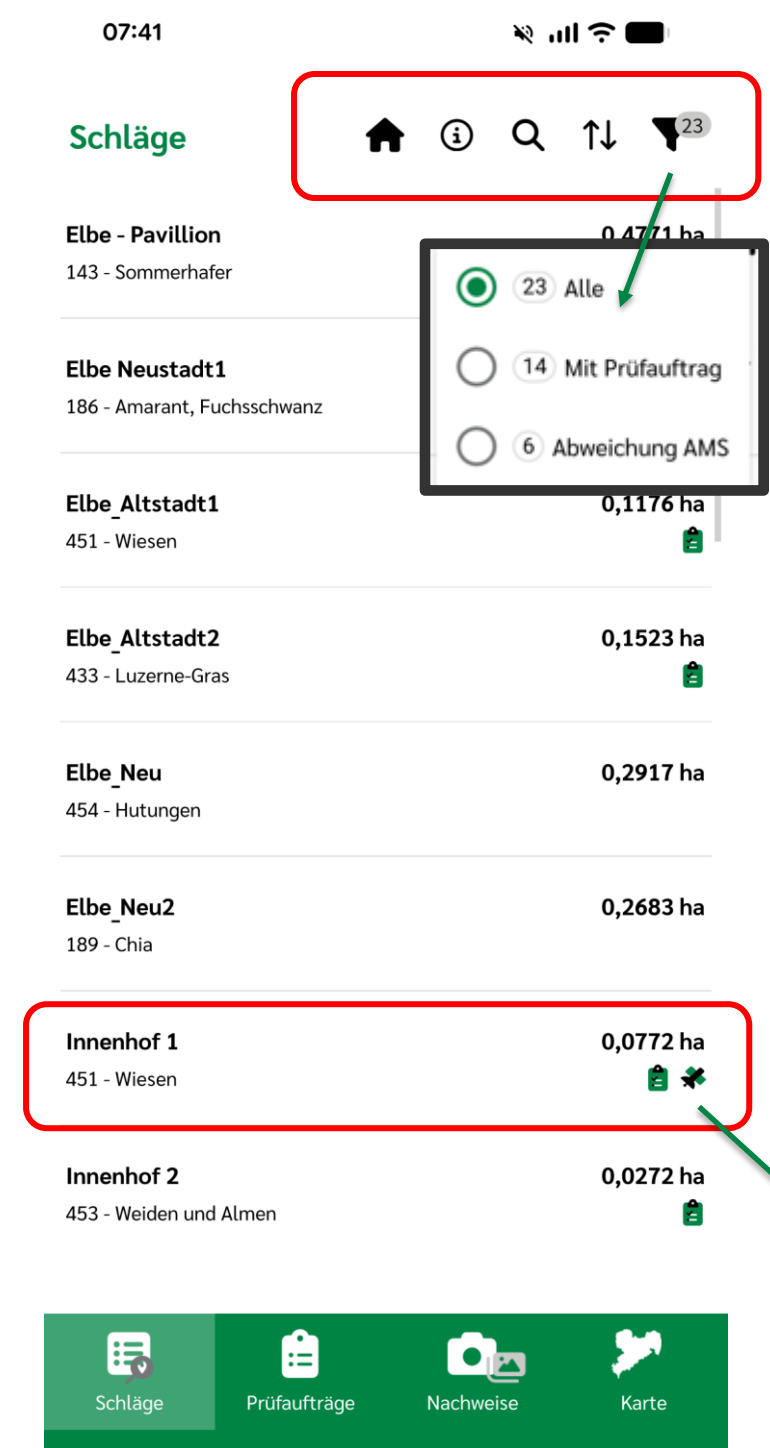 07:41
Schläge
23
Elbe - Pavillion
0,4771 ha
143 - Sommerhafer
23 Alle
14 Mit Prüfauftrag
6 Abweichung AMS
Elbe Neustadt1
186 - Amarant, Fuchsschwanz
Elbe_Altstadt1
0,1176 ha
451 - Wiesen
Elbe_Altstadt2
0,1523 ha
433 - Luzerne-Gras
Elbe_Neu
0,2917 ha
454 - Hutungen
Elbe_Neu2
0,2683 ha
189 - Chia
Innenhof 1
0,0772 ha
451 - Wiesen
Innenhof 2
0,0272 ha
453 - Weiden und Almen
Schläge
Prüfaufträge
Nachweise
Karte